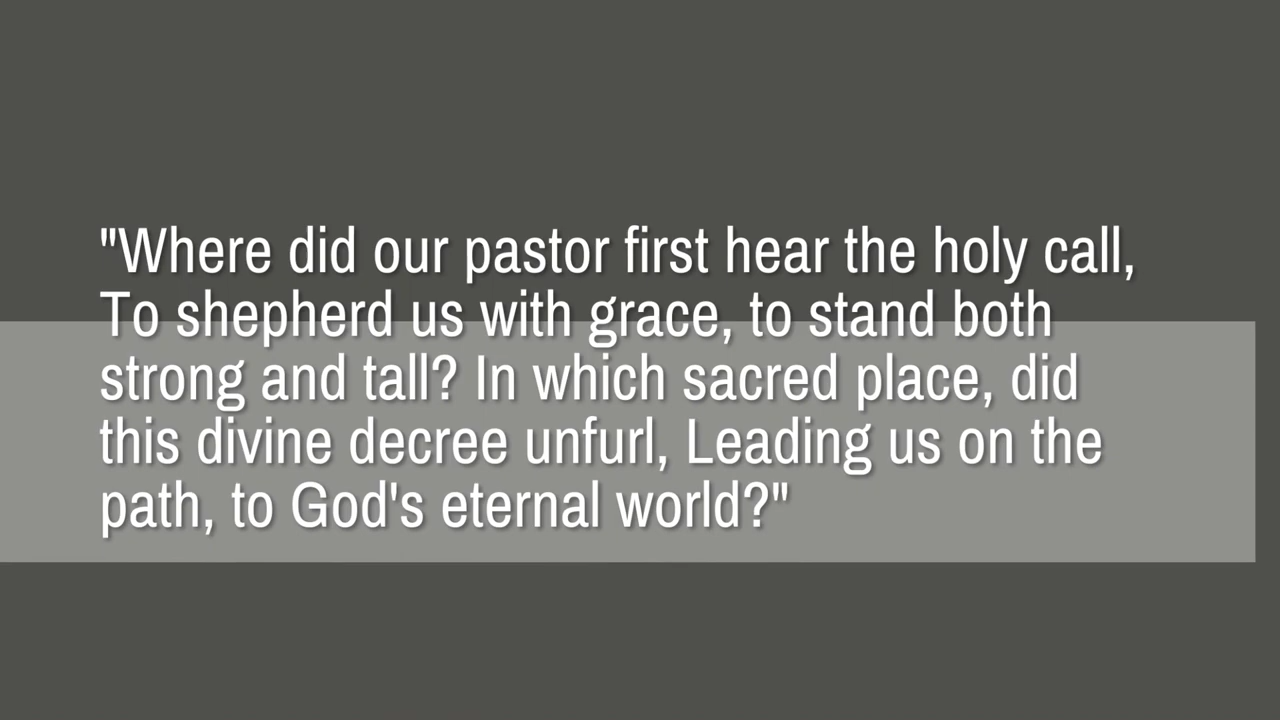 "Where did our pastor first hear the holy call,
To shepherd us with grace, to stand both
strong and tall? In which sacred place, did
this divine decree unfurl, Leading us on the
path, to God's eternal world?"